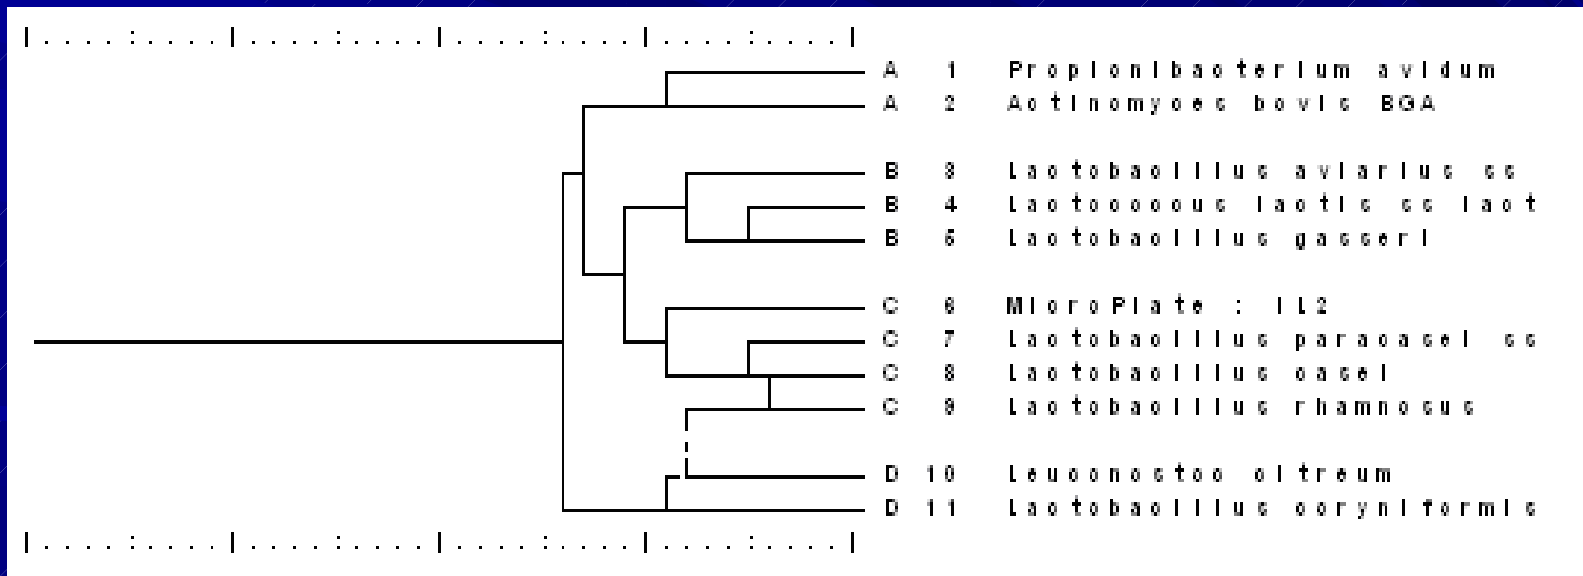 |....:....|....:....|....:....|....:....|
A 1 Propionibacterium avidum
A 2 Actinomyces bovis BGA
B 3 Lactobacillus aviarius ss
B 4 Lactococcus lactis ss lact
B 5 Lactobacillus gasseri
C 6 MicroPlate : IL2
C 7 Lactobacillus paracasei ss
C 8 Lactobacillus casei
C 9 Lactobacillus rhamnosus
D 10 Leuconostoc citreum
D 11 Lactobacillus coryniformis
|....:....|....:....|....:....|....:....|